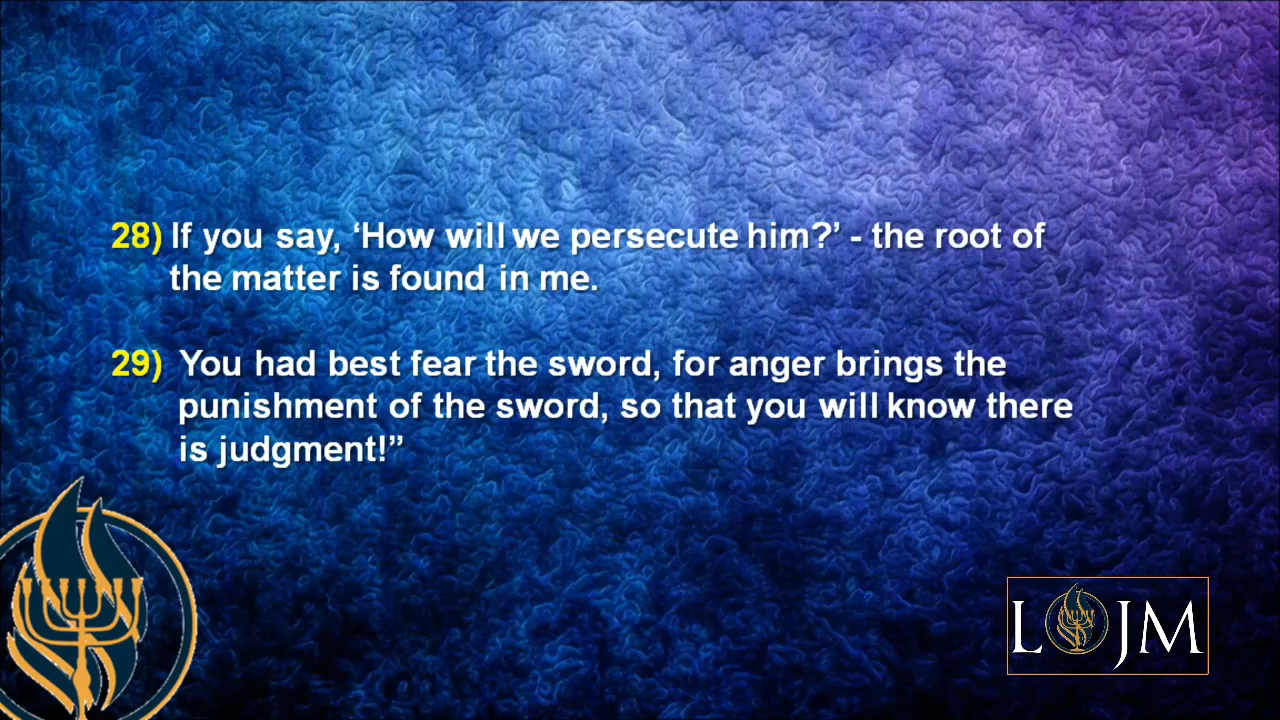 28) If you say, ‘How will we persecute him?’ - the root of
the matter is found in me.
29) You had best fear the sword, for anger brings the
punishment of the sword, so that you will know there
is judgment!”
LOJM